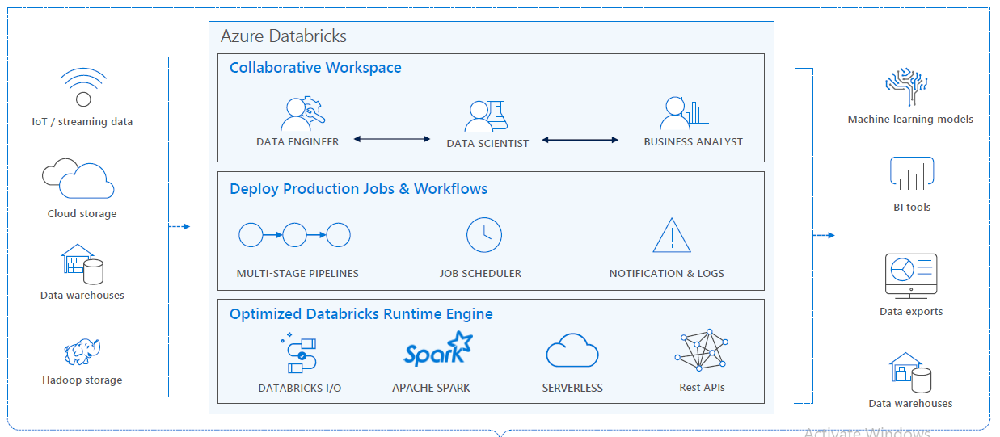 Azure Databricks
Collaborative Workspace
DATA ENGINEER
DATA SCIENTIST
BUSINESS ANALYST
Deploy Production Jobs & Workflows
MULTI-STAGE PIPELINES
JOB SCHEDULER
NOTIFICATION & LOGS
Optimized Databricks Runtime Engine
Spark
DATABRICKS I/O
APACHE SPARK
SERVERLESS
Rest APIs
IoT / streaming data
Cloud storage
Data warehouses
Hadoop storage
Machine learning models
BI tools
Data exports
Data warehouses
Activate Windows